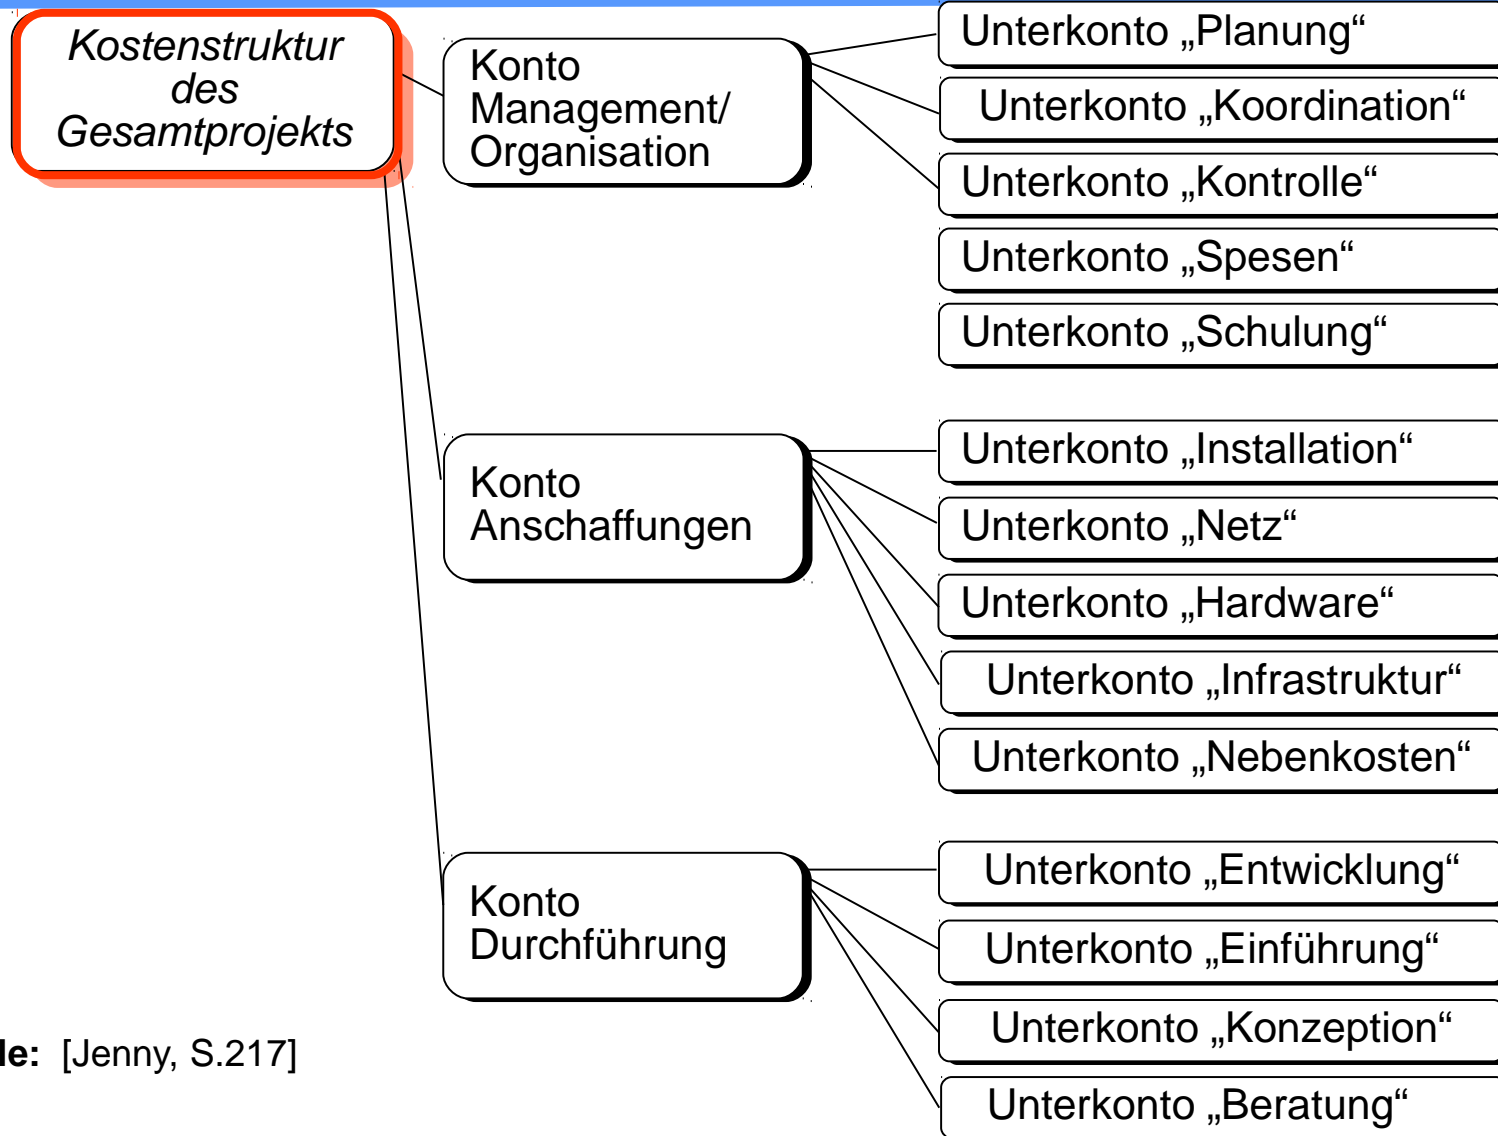 Kostenstruktur
des
Gesamtprojekts
Konto
Management/
Organisation
Unterkonto „Planung“
Unterkonto „Koordination“
Unterkonto „Kontrolle“
Unterkonto „Spesen“
Unterkonto „Schulung“
Konto
Anschaffungen
Unterkonto „Installation“
Unterkonto „Netz“
Unterkonto „Hardware“
Unterkonto „Infrastruktur“
Unterkonto „Nebenkosten“
Konto
Durchführung
Unterkonto „Entwicklung“
Unterkonto „Einführung“
Unterkonto „Konzeption“
Unterkonto „Beratung“
le: [Jenny, S.217]